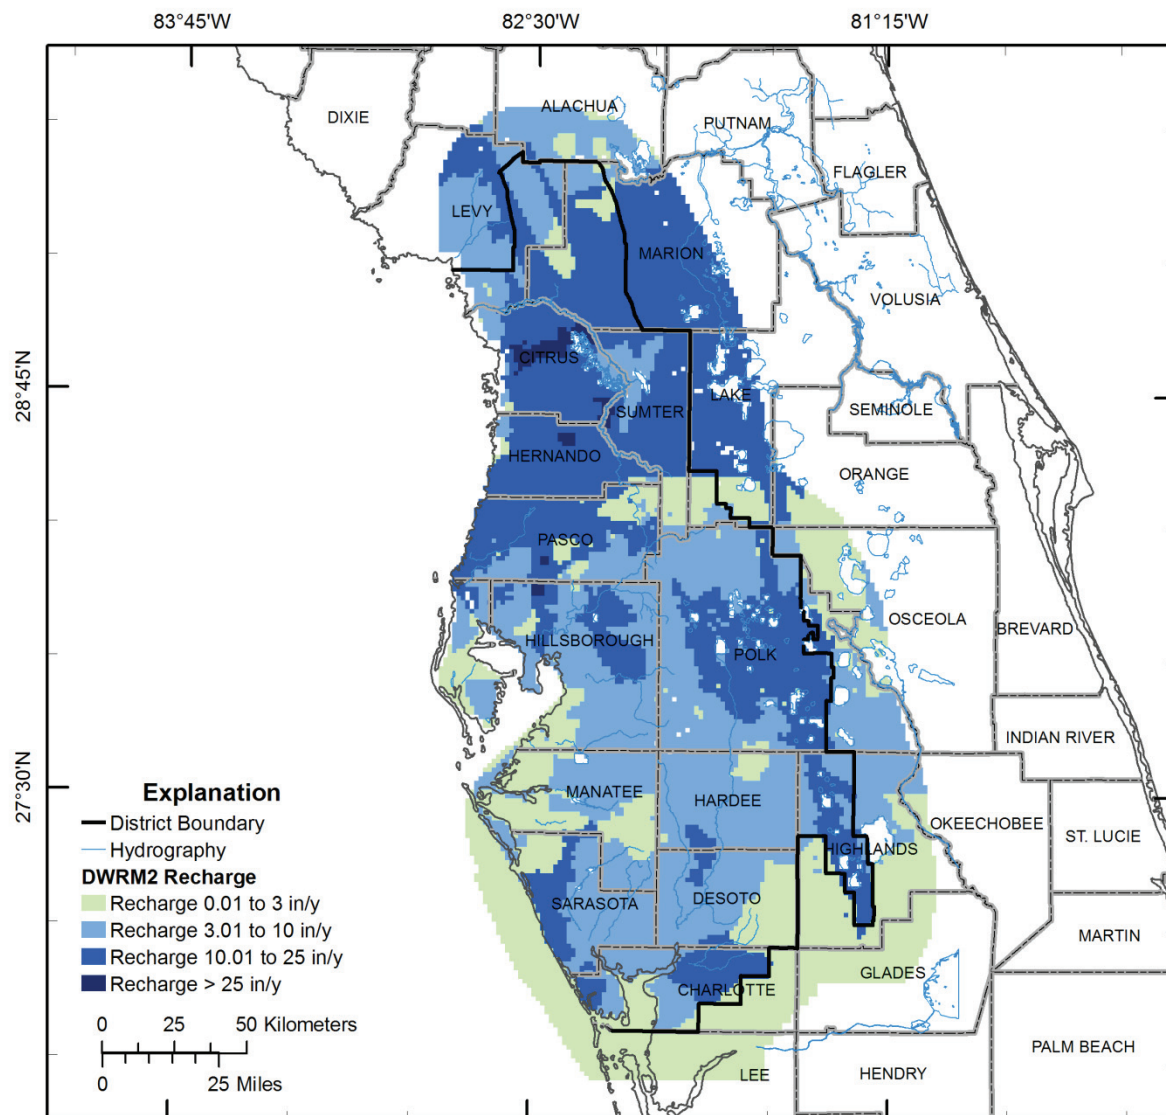 83°45'W 82°30'W 81°15'W
ALACHUA
DIXIE
PUTNAM
FLAGLER
LEVY
MARION
VOLUSIA
CITRUS
28°45'N
LAKE
SUMTER
SEMINOLE
HERNANDO
ORANGE
PASCO
OSCEOLA
BREVARD
HILLSBOROUGH
POLK
INDIAN RIVER
27°30'N
MANATEE
HARDEE
OKEECHOBEE
ST. LUCIE
HIGHLANDS
SARASOTA
DESOTO
MARTIN
GLADES
CHARLOTTE
PALM BEACH
LEE
HENDRY
Explanation
District Boundary
Hydrography
DWRM2 Recharge
Recharge 0.01 to 3 in/y
Recharge 3.01 to 10 in/y
Recharge 10.01 to 25 in/y
Recharge > 25 in/y
0 25 50 Kilometers
0 25 Miles